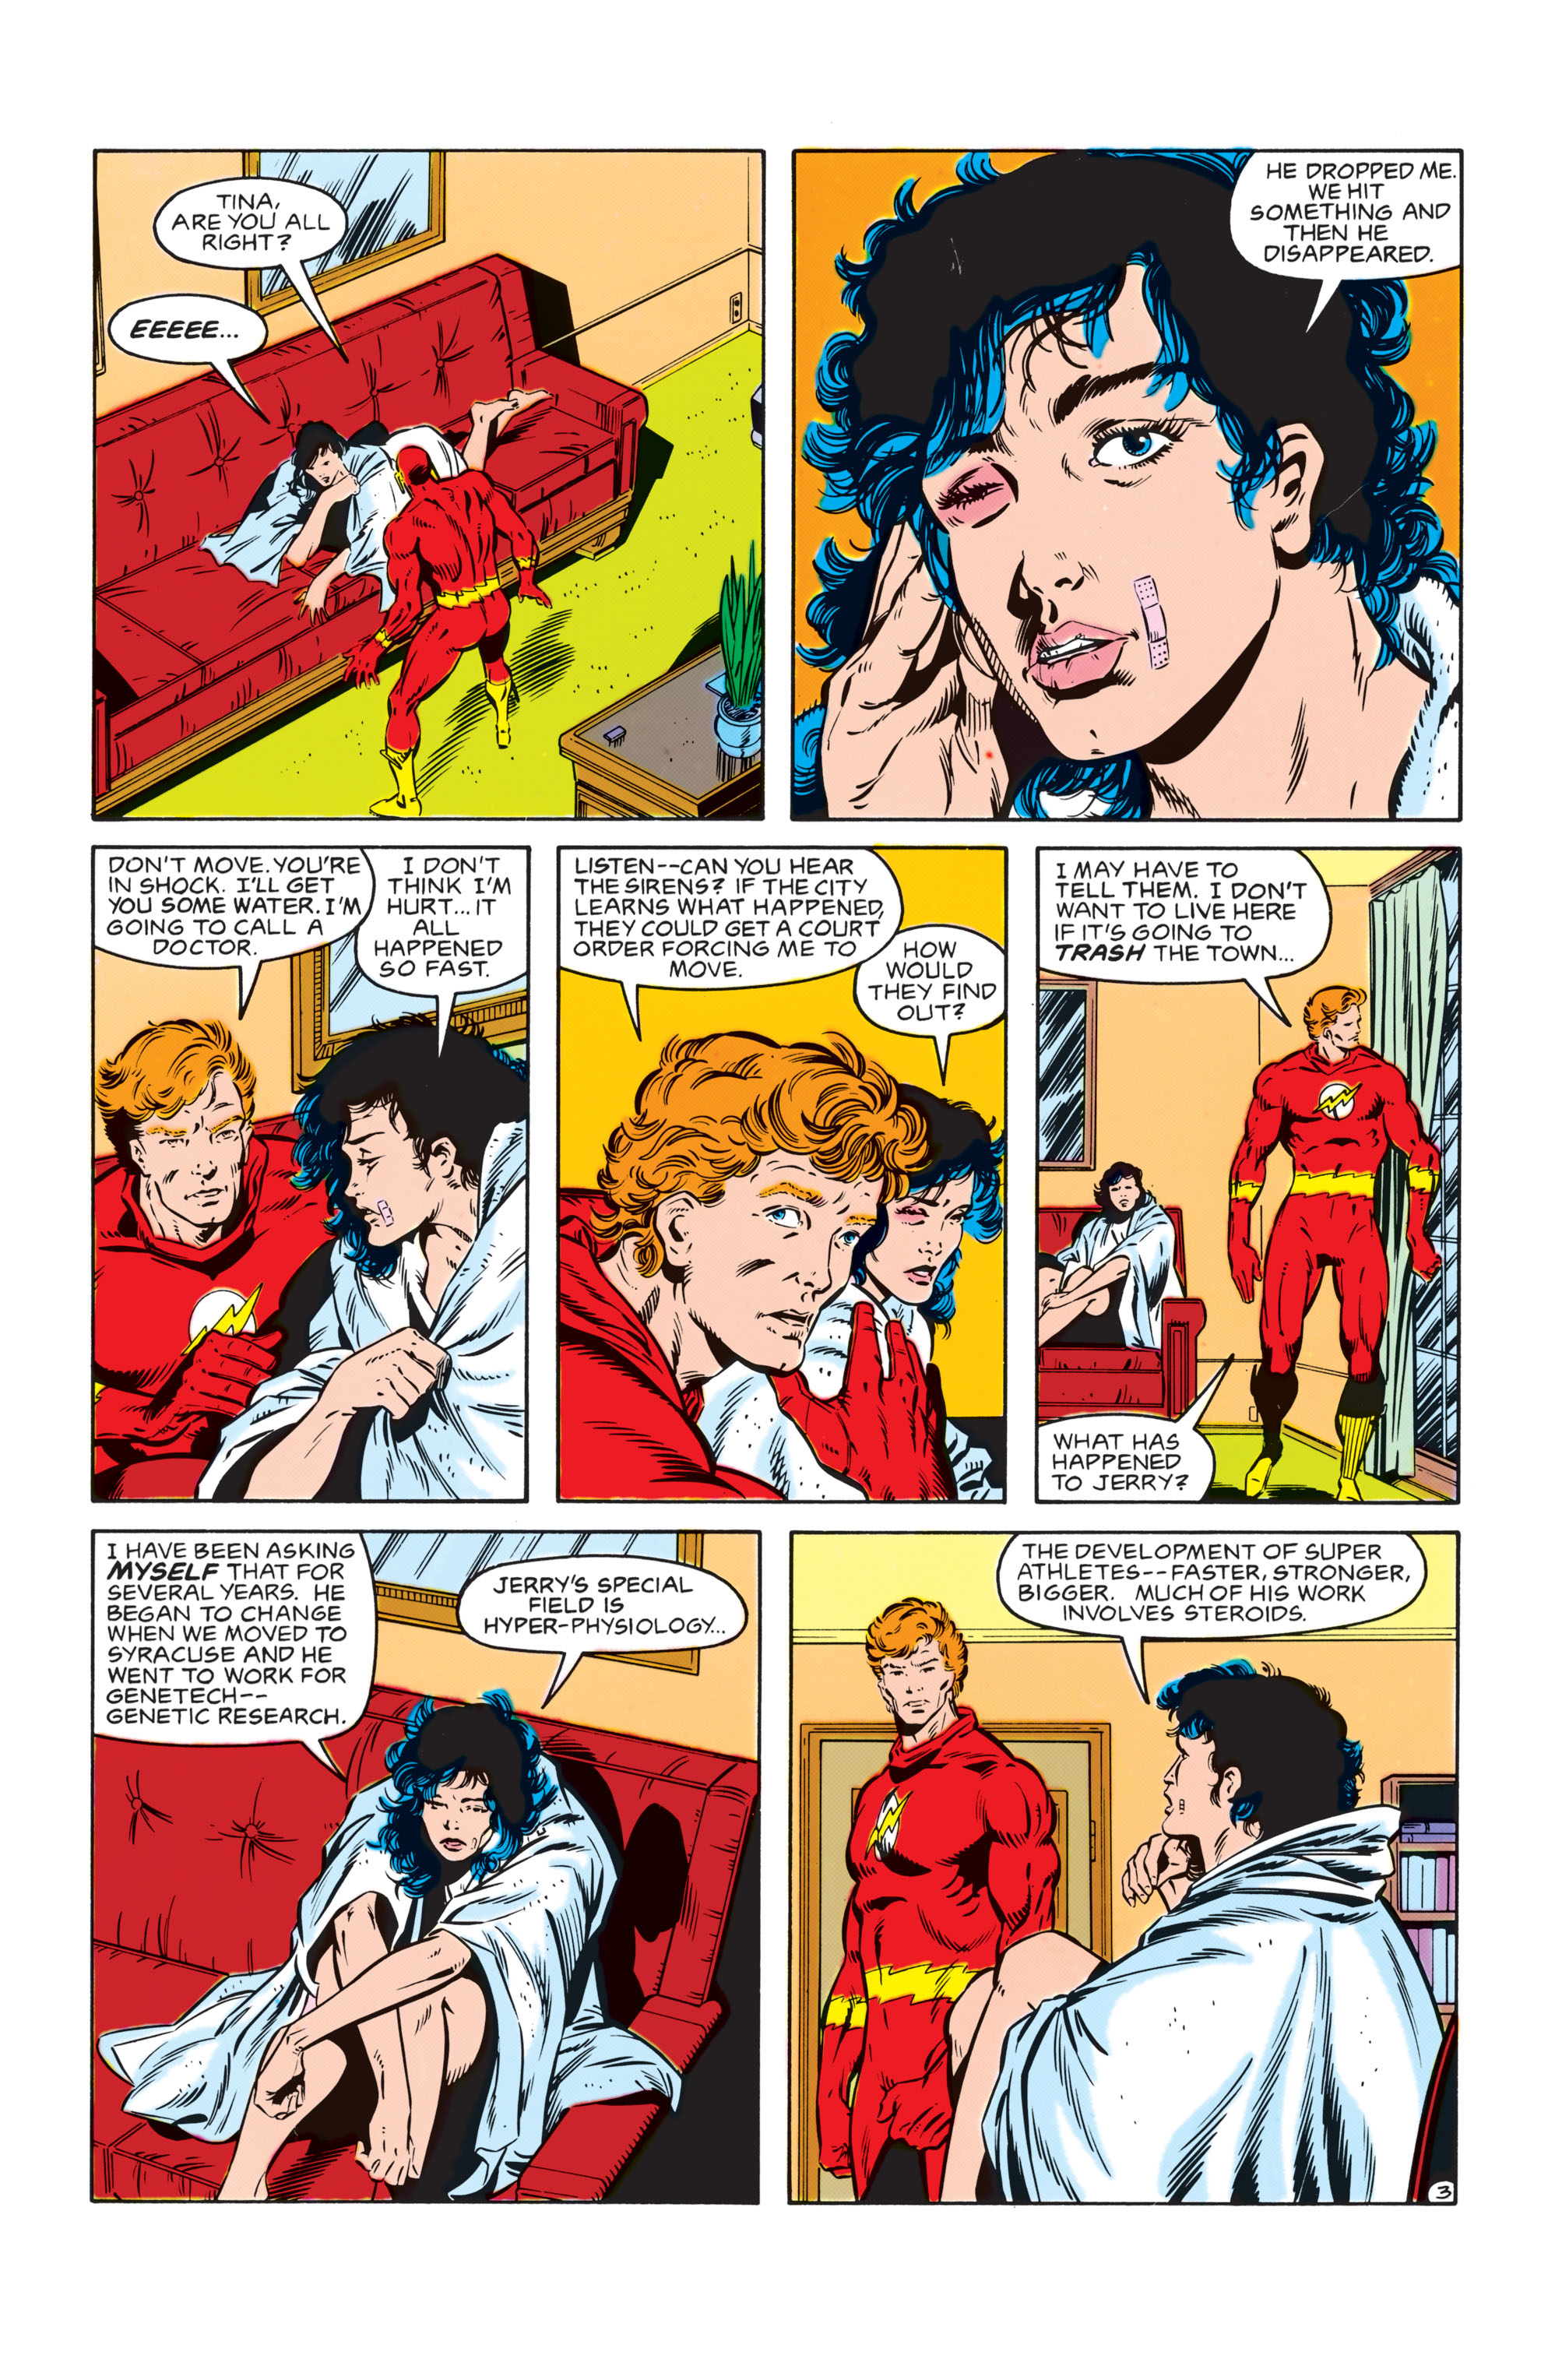 TINA,
ARE YOU ALL
RIGHT?
EEEEE...
HE DROPPED ME.
WE HIT
SOMETHING AND
THEN HE
DISAPPEARED.
DON'T MOVE. YOU'RE
IN SHOCK. I'LL GET
YOU SOME WATER. I'M
GOING TO CALL A
DOCTOR.
I DON'T
THINK I'M
HURT... IT
ALL
HAPPENED
SO FAST.
LISTEN--CAN YOU HEAR
THE SIRENS? IF THE CITY
LEARNS WHAT HAPPENED,
THEY COULD GET A COURT
ORDER FORCING ME TO
MOVE.
HOW
WOULD
THEY FIND
OUT?
I MAY HAVE TO
TELL THEM. I DON'T
WANT TO LIVE HERE
IF IT'S GOING TO
TRASH THE TOWN...
WHAT HAS
HAPPENED
TO JERRY?
I HAVE BEEN ASKING
MYSELF THAT FOR
SEVERAL YEARS. HE
BEGAN TO CHANGE
WHEN WE MOVED TO
SYRACUSE AND HE
WENT TO WORK FOR
GENETECH--
GENETIC RESEARCH.
JERRY'S SPECIAL
FIELD IS
HYPER-PHYSIOLOGY...
THE DEVELOPMENT OF SUPER
ATHLETES--FASTER, STRONGER,
BIGGER. MUCH OF HIS WORK
INVOLVES STEROIDS.
3